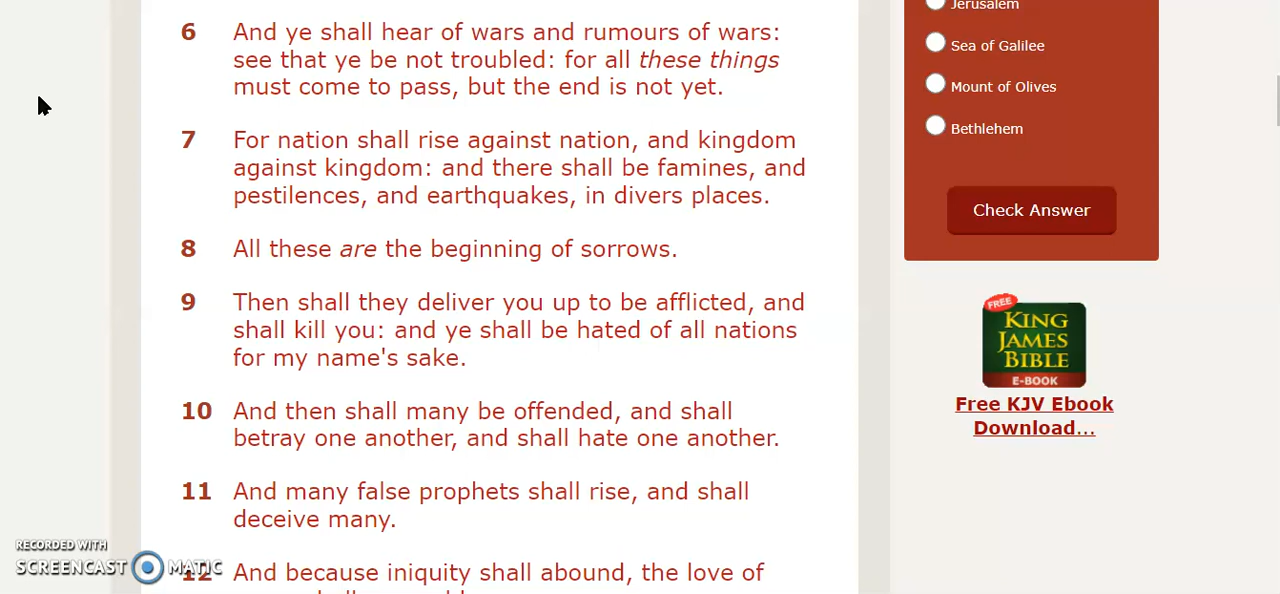 6 And ye shall hear of wars and rumours of wars:
see that ye be not troubled: for all these things
must come to pass, but the end is not yet.
7 For nation shall rise against nation, and kingdom
against kingdom: and there shall be famines, and
pestilences, and earthquakes, in divers places.
8 All these are the beginning of sorrows.
9 Then shall they deliver you up to be afflicted, and
shall kill you: and ye shall be hated of all nations
for my name's sake.
10 And then shall many be offended, and shall
betray one another, and shall hate one another.
11 And many false prophets shall rise, and shall
deceive many.
12 And because iniquity shall abound, the love of
Jerusalem
Sea of Galilee
Mount of Olives
Bethlehem
Check Answer
FREE
KING
JAMES
BIBLE
E-BOOK
Free KJV Ebook
Download...
RECORDED WITH
SCREENCAST MATIC